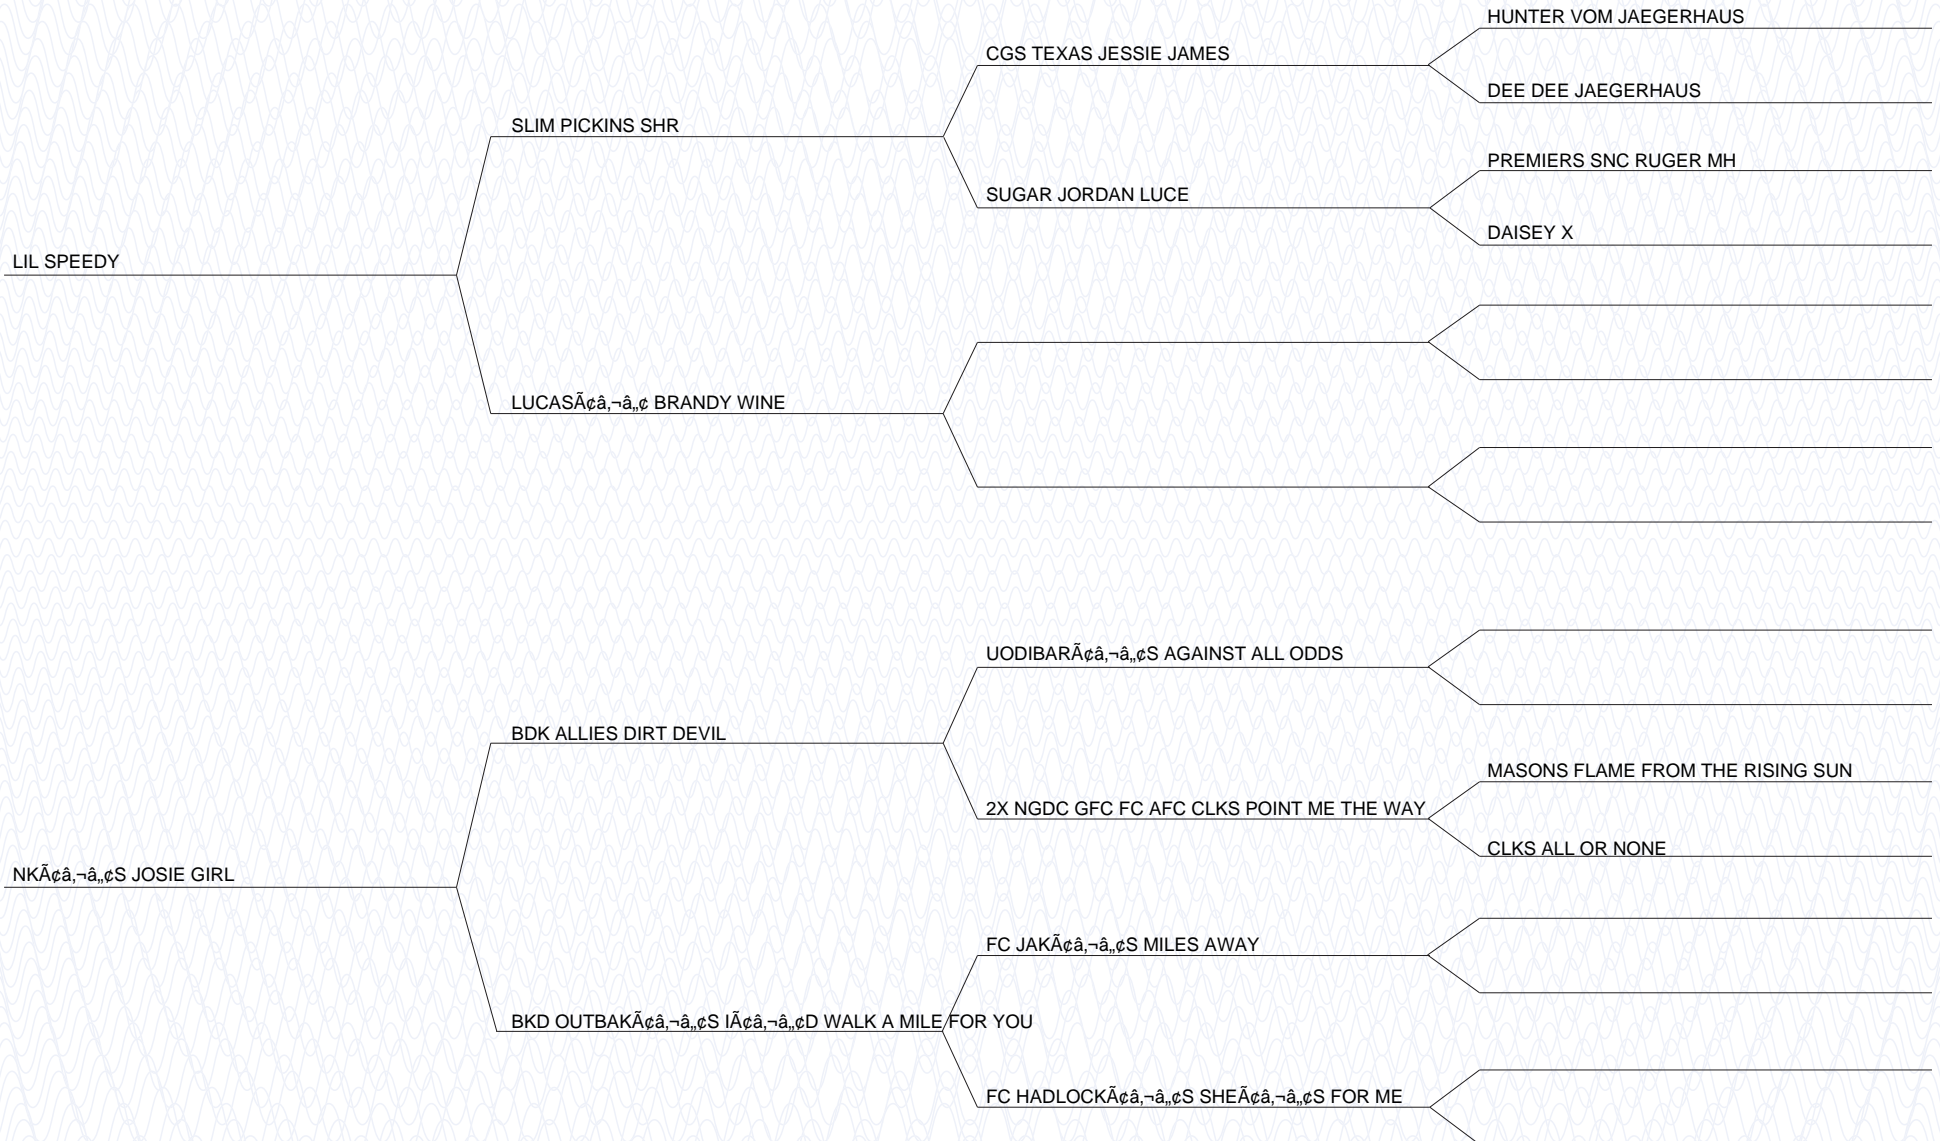 HUNTER VOM JAEGERHAUS
CGS TEXAS JESSIE JAMES
DEE DEE JAEGERHAUS
SLIM PICKINS SHR
PREMIERS SNC RUGER MH
SUGAR JORDAN LUCE
DAISEY X
LIL SPEEDY
LUCASÃ¢â‚¬â„¢ BRANDY WINE
UODIBARÃ¢â‚¬â„¢S AGAINST ALL ODDS
BDK ALLIES DIRT DEVIL
MASONS FLAME FROM THE RISING SUN
2X NGDC GFC FC AFC CLKS POINT ME THE WAY
CLKS ALL OR NONE
NKÃ¢â‚¬â„¢S JOSIE GIRL
FC JAKÃ¢â‚¬â„¢S MILES AWAY
BKD OUTBAKÃ¢â‚¬â„¢S IÃ¢â‚¬â„¢D WALK A MILE FOR YOU
FC HADLOCKÃ¢â‚¬â„¢S SHEÃ¢â‚¬â„¢S FOR ME